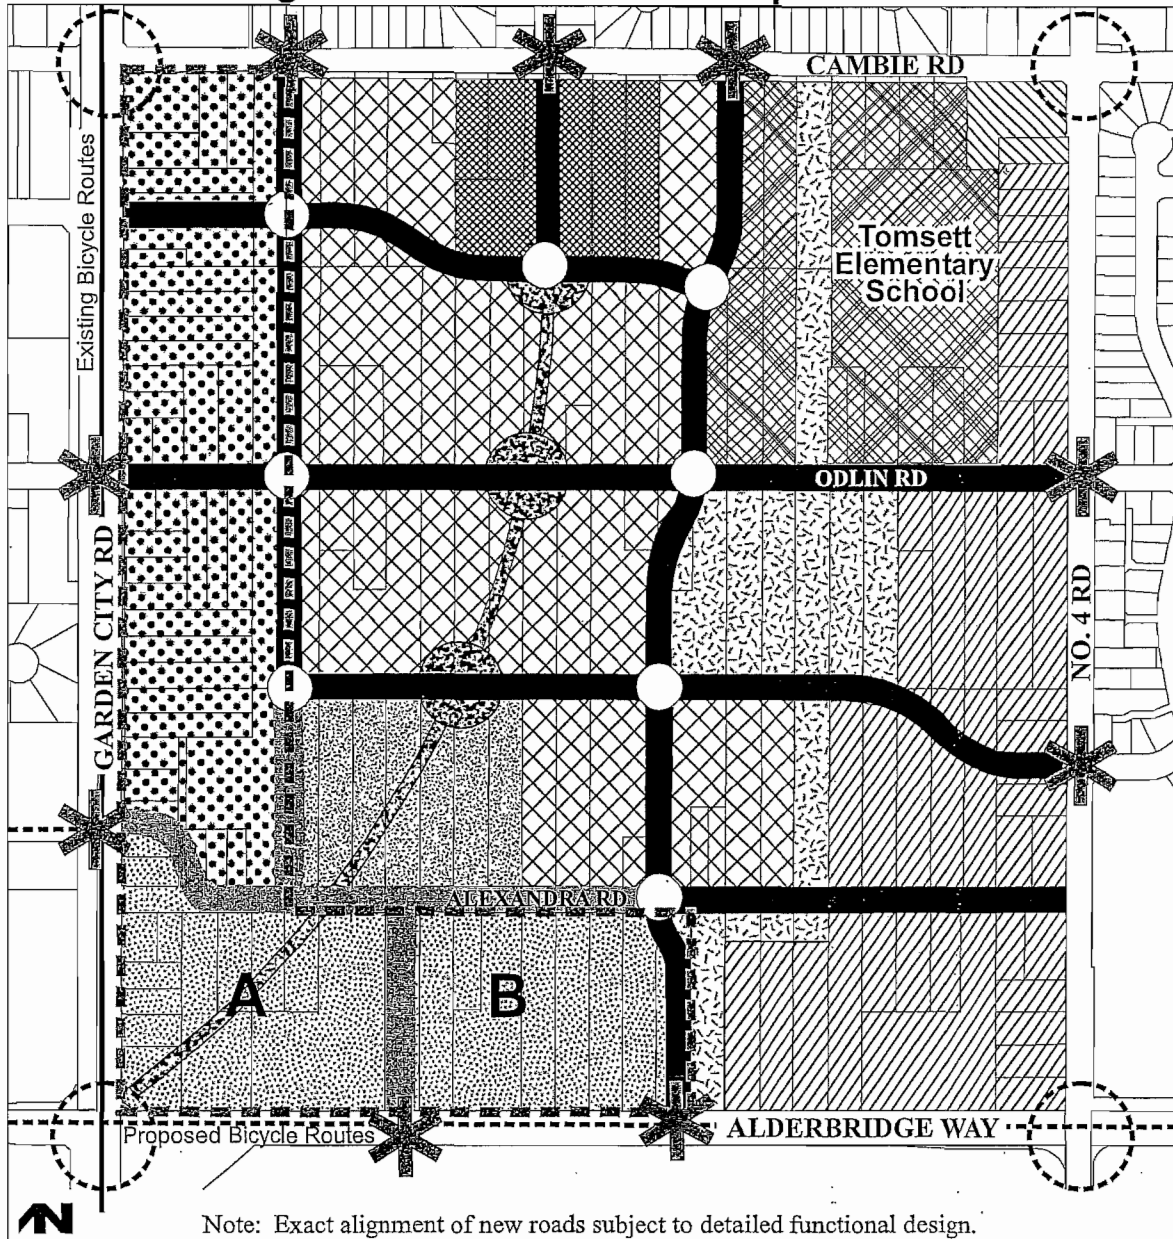 CAMBIE RD
Existing Bicycle Routes
Tomsett
Elementary
School
ODLIN RD
GARDEN CITY RD
NO. 4 RD
ALEXANDRA RD
A
B
Proposed Bicycle Routes
ALDERBRIDGE WAY
N
Note: Exact alignment of new roads subject to detailed functional design.